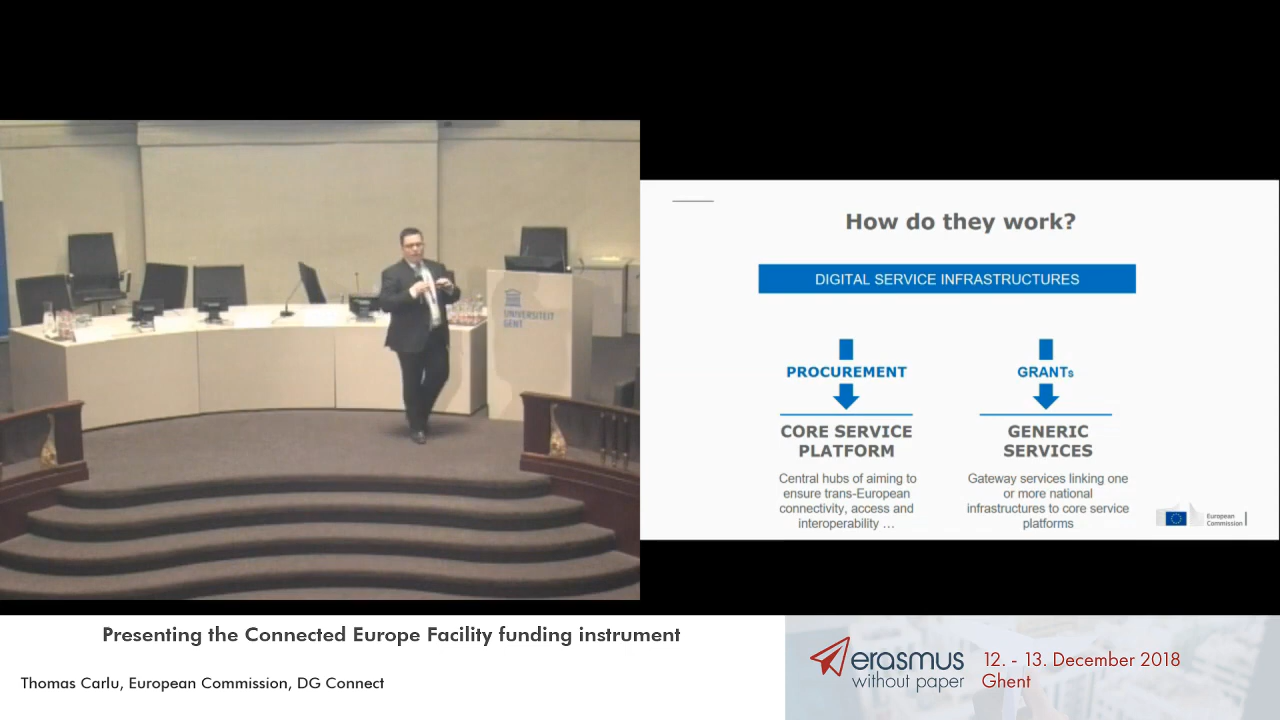 UNIVERSITEIT
GENT
How do they work?
DIGITAL SERVICE INFRASTRUCTURES
PROCUREMENT
GRANTs
CORE SERVICE
PLATFORM
GENERIC
SERVICES
Central hubs of aiming to
ensure trans-European
connectivity, access and
interoperability ...
Gateway services linking one
or more national
infrastructures to core service
platforms
European
Commission
Presenting the Connected Europe Facility funding instrument
Thomas Carlu, European Commission, DG Connect
erasmus
without paper
12. - 13. December 2018
Ghent